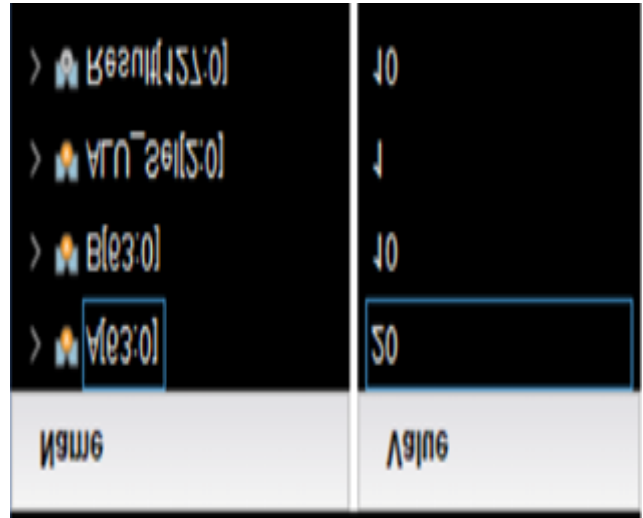 Name Value
A[63:0] 20
B[63:0] 10
ALU_Sel[2:0] 1
Result[127:0] 10